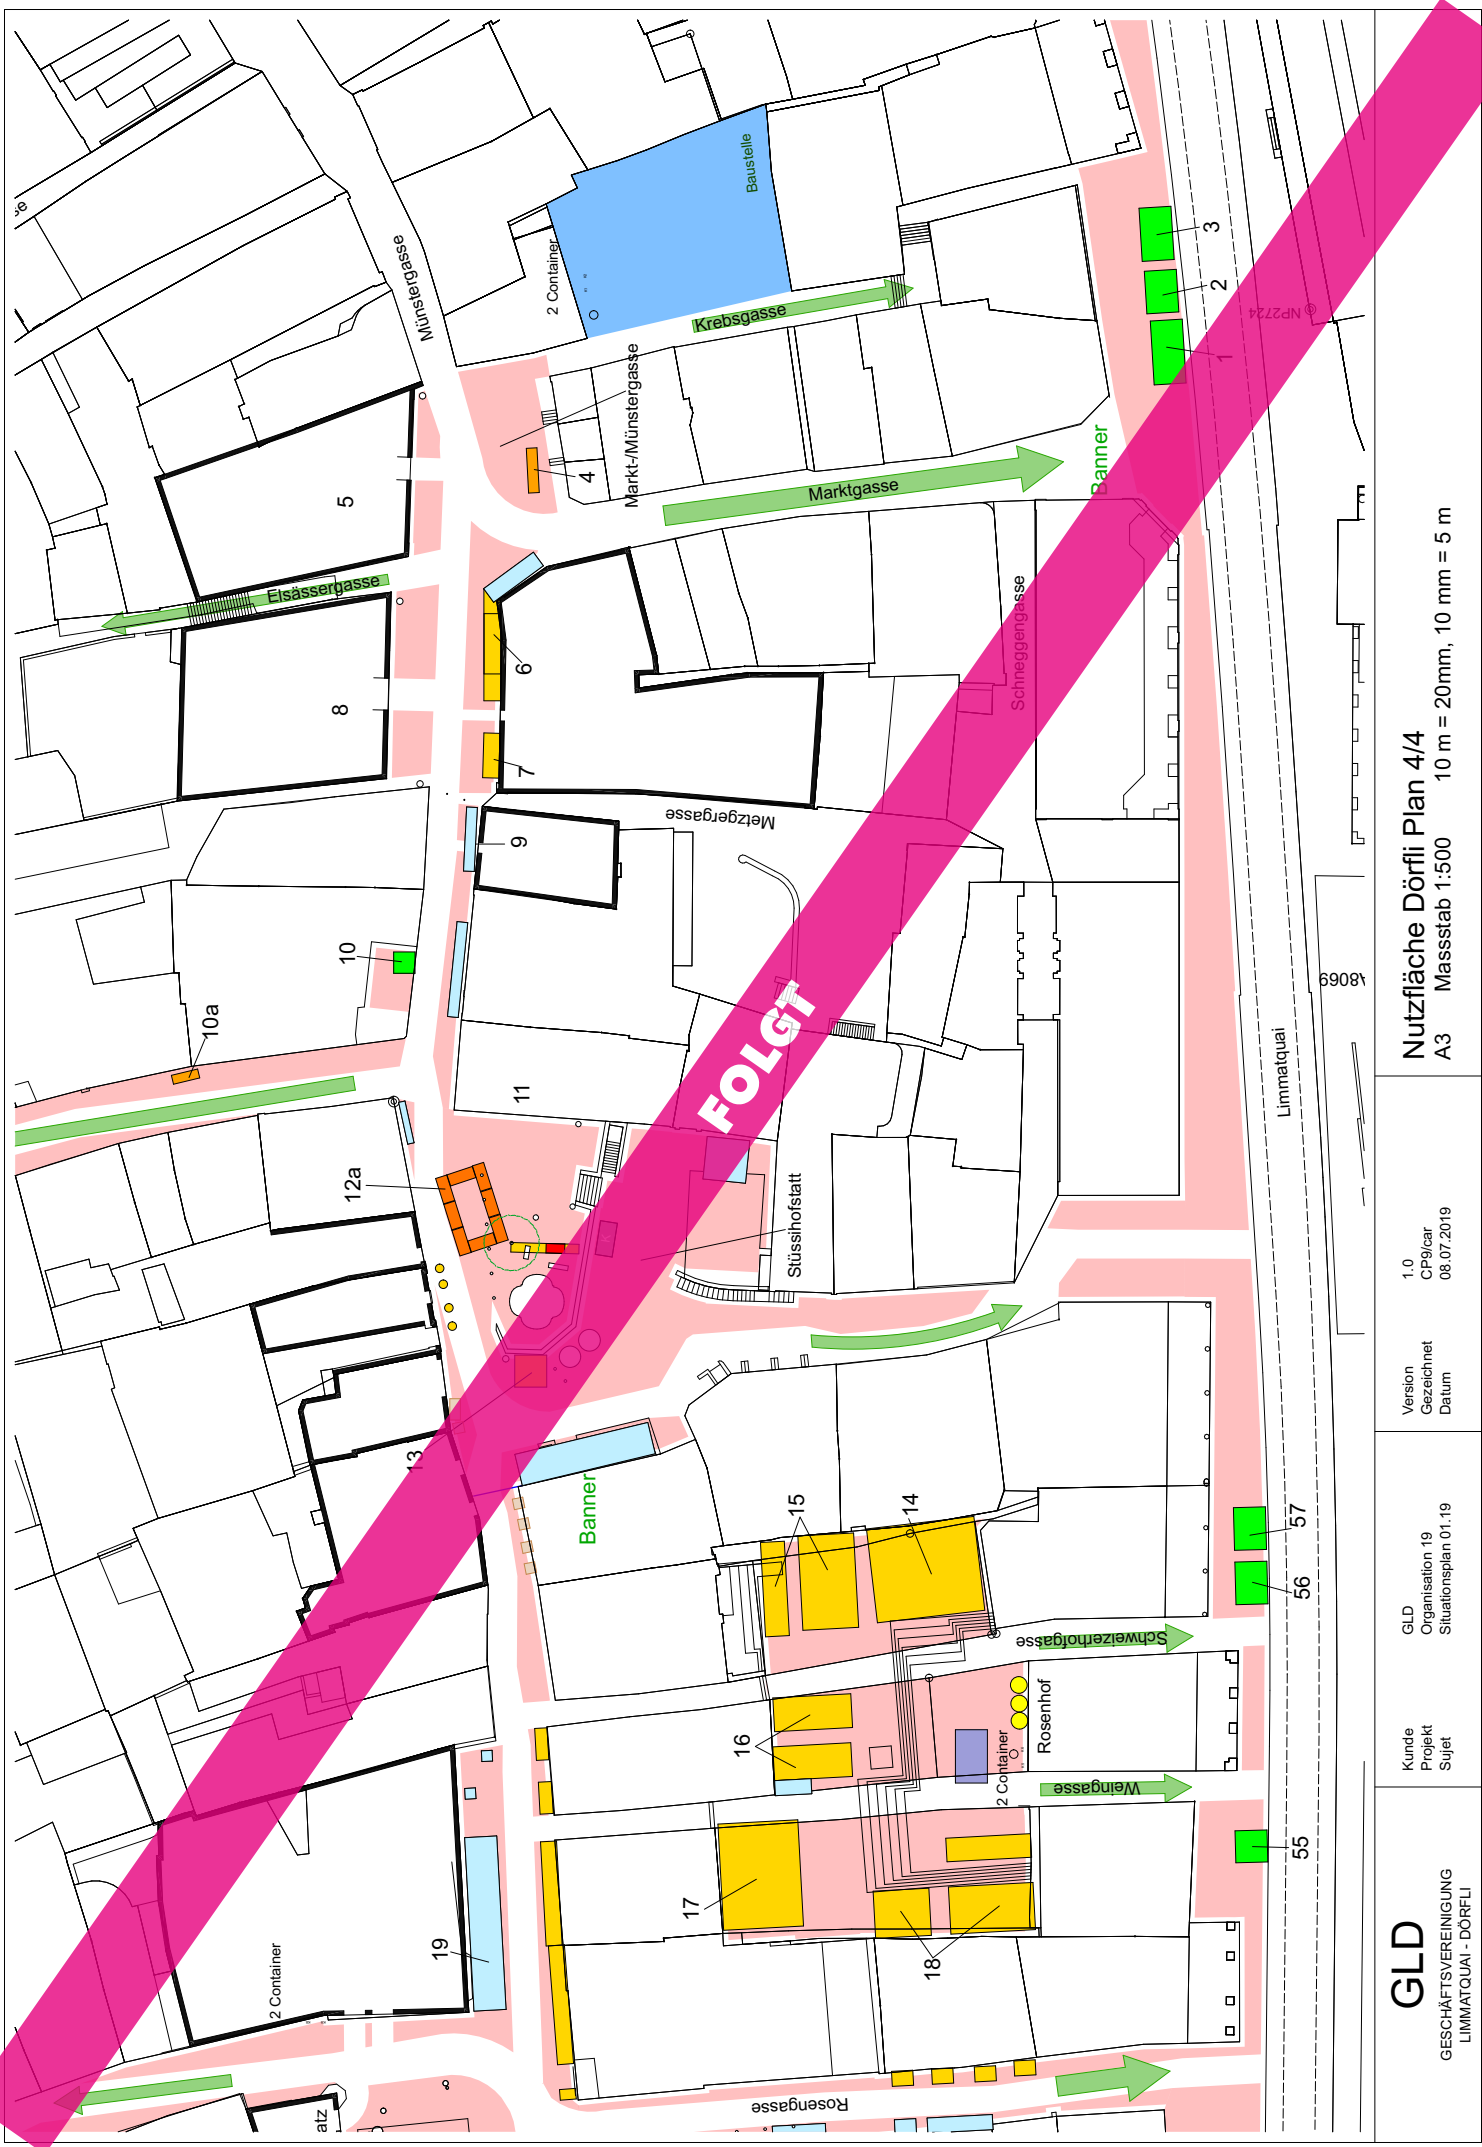 se
Münstergasse
2 Container
Baustelle
Krebsgasse
Markt-/Münstergasse
4
Marktgasse
Banner
3
2
1
NP2724
5
Elsässergasse
8
6
7
Schneggengasse
Metzgergasse
9
10
10a
11
A8069
Limmatquai
FOLGT
12a
Stüssihofstatt
13
Banner
15
14
57
56
Schweizerhofgasse
16
Rosenhof
2 Container
Weingasse
55
17
18
19
2 Container
Rosengasse
atz
Nutzfläche Dörfli Plan 4/4
A3 Massstab 1:500 10 m = 20mm, 10 mm = 5 m
Version 1.0
Gezeichnet CP9/car
Datum 08.07.2019
Kunde GLD
Projekt Organisation 19
Sujet Situationsplan 01.19
GLD
GESCHÄFTSVEREINIGUNG
LIMMATQUAI - DÖRFLI